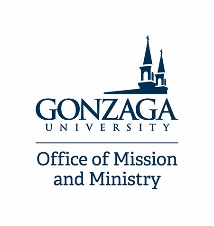 GONZAGA
UNIVERSITY
Office of Mission
and Ministry